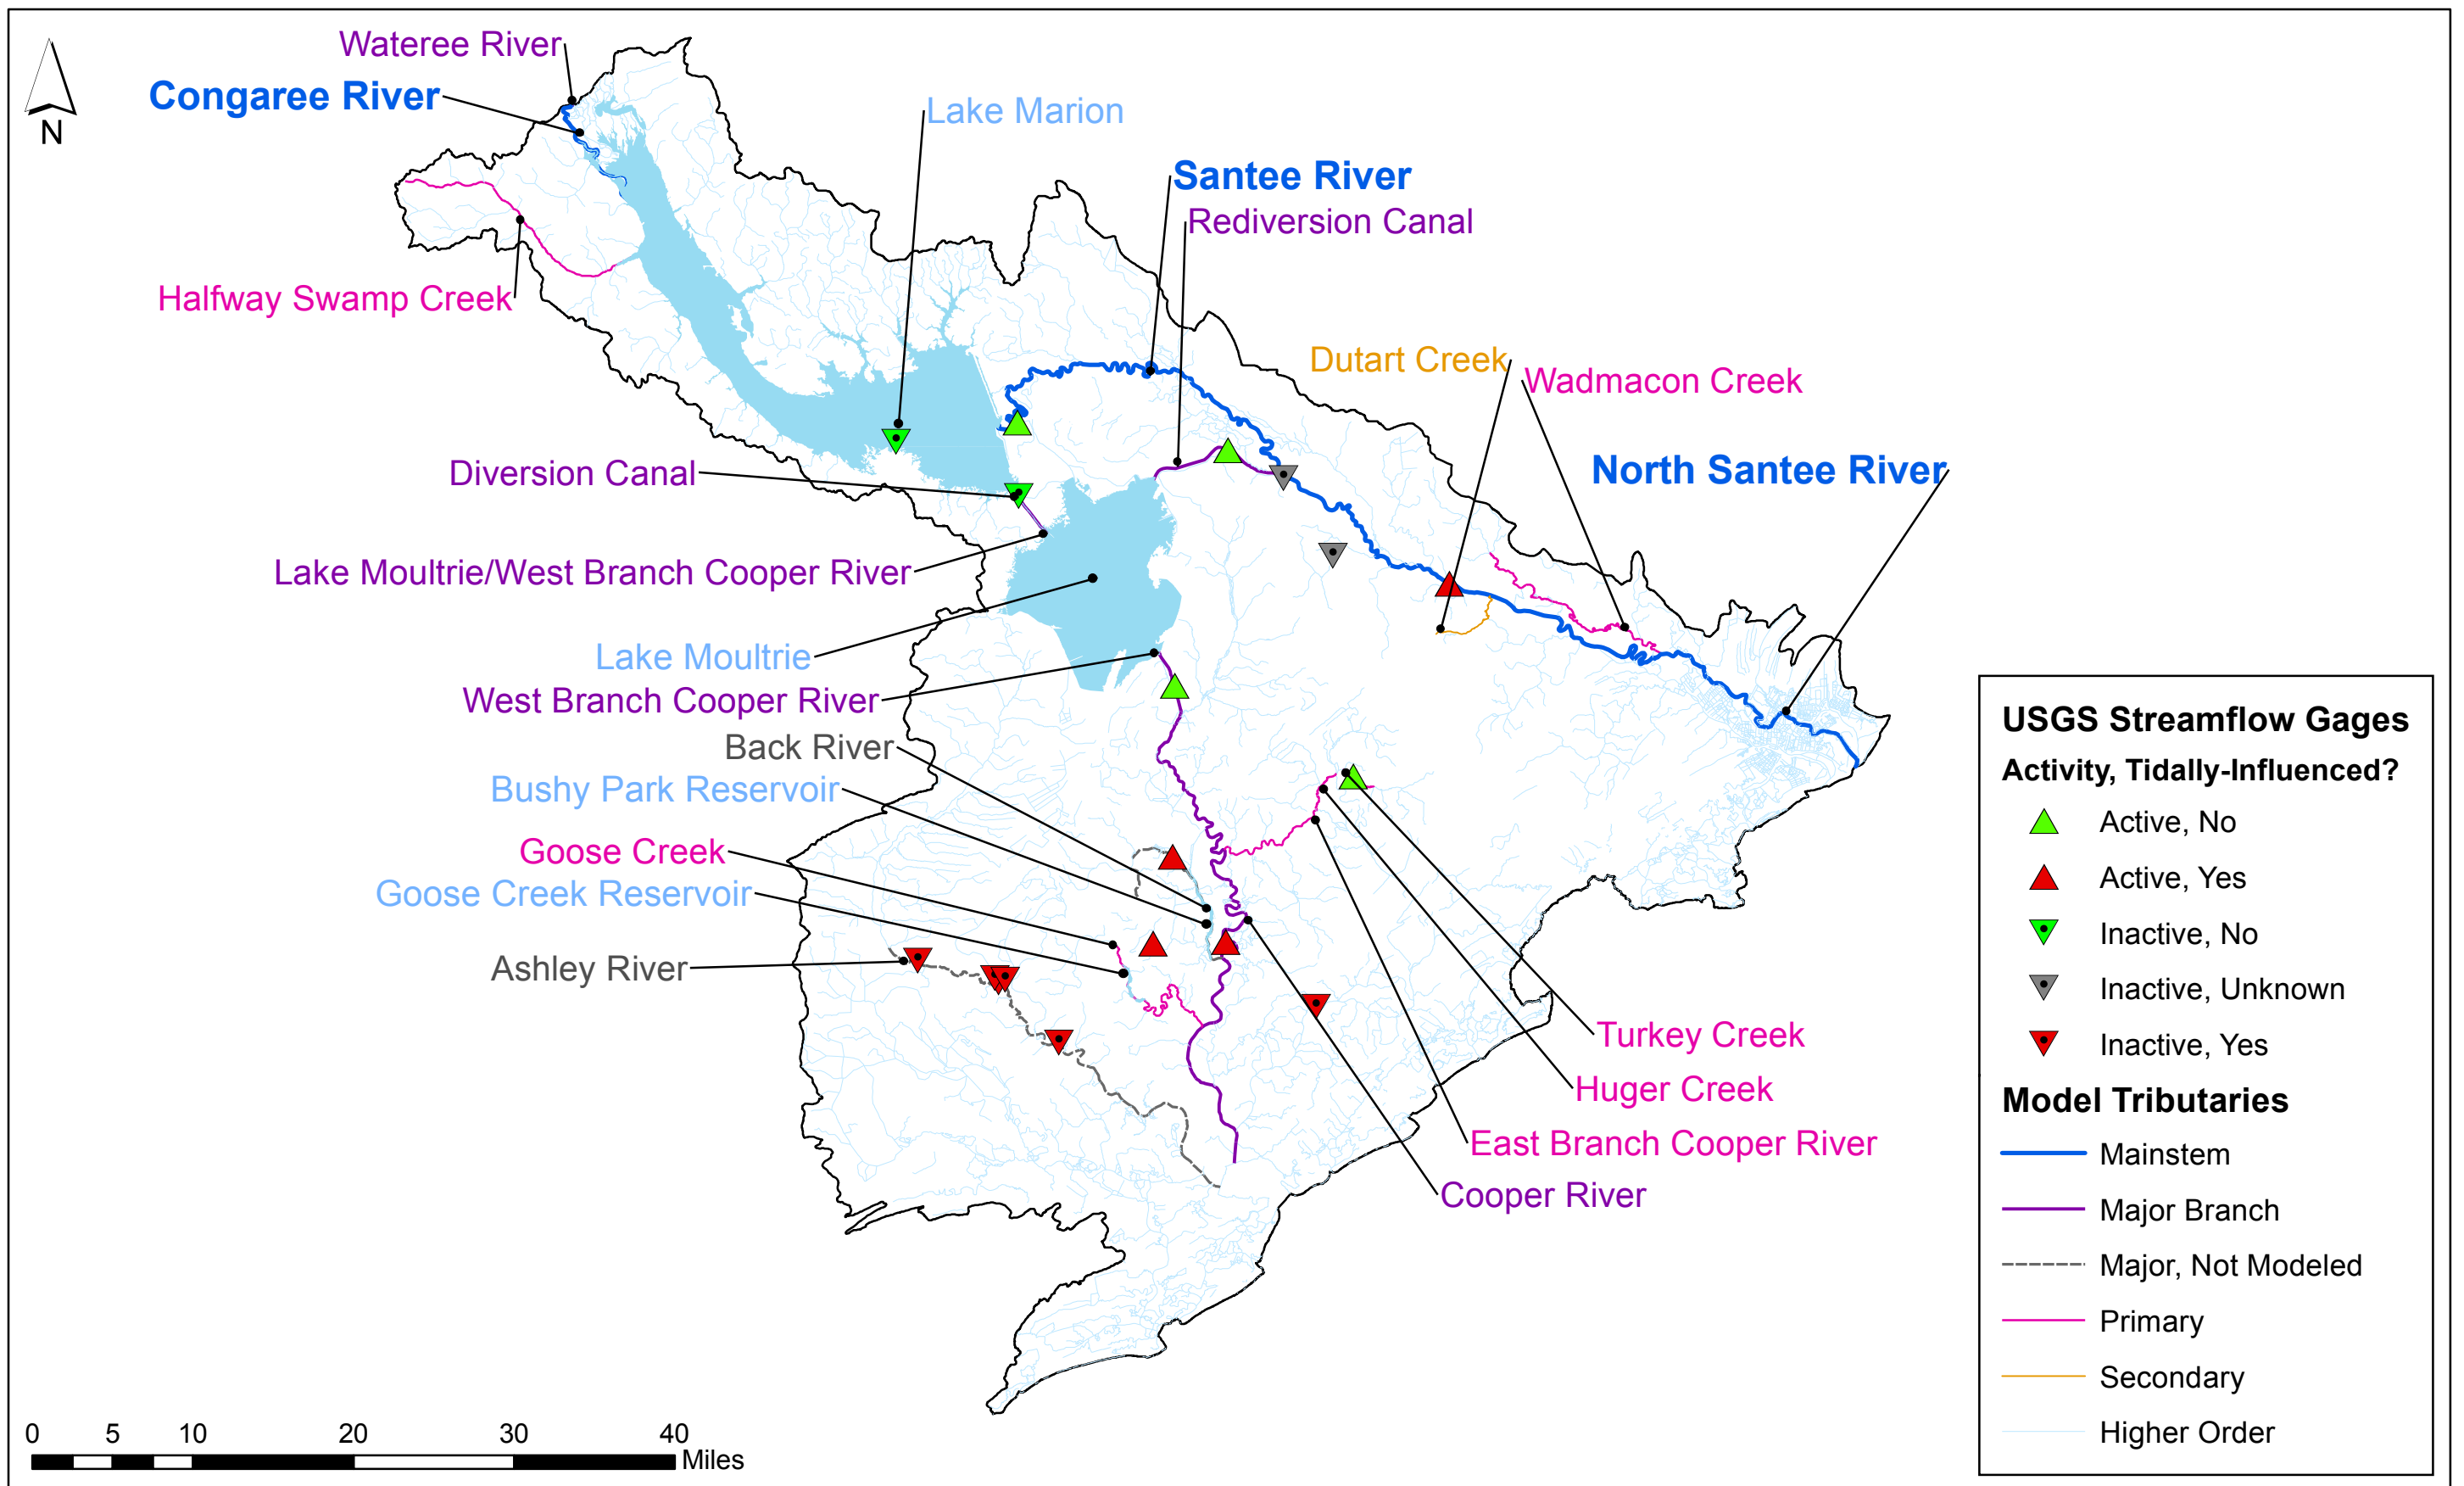 Wateree River
Congaree River
N
Lake Marion
Santee River
Rediversion Canal
Halfway Swamp Creek
Dutart Creek
Wadmacon Creek
Diversion Canal
North Santee River
Lake Moultrie/West Branch Cooper River
Lake Moultrie
West Branch Cooper River
Back River
Bushy Park Reservoir
Goose Creek
Goose Creek Reservoir
Ashley River
Turkey Creek
Huger Creek
East Branch Cooper River
Cooper River
USGS Streamflow Gages
Activity, Tidally-Influenced?
Active, No
Active, Yes
Inactive, No
Inactive, Unknown
Inactive, Yes
Model Tributaries
Mainstem
Major Branch
Major, Not Modeled
Primary
Secondary
Higher Order
0 5 10 20 30 40
Miles